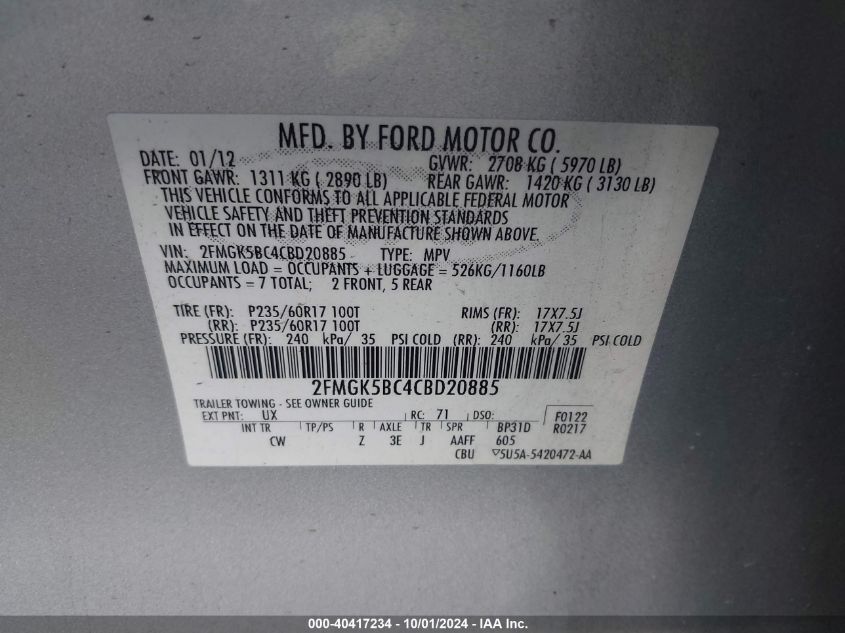 MFD. BY FORD MOTOR CO.
DATE: 01/12 GVWR: 2708 KG ( 5970 LB)
FRONT GAWR: 1311 KG ( 2890 LB) REAR GAWR: 1420 KG ( 3130 LB)
THIS VEHICLE CONFORMS TO ALL APPLICABLE FEDERAL MOTOR
VEHICLE SAFETY AND THEFT PREVENTION STANDARDS
IN EFFECT ON THE DATE OF MANUFACTURE SHOWN ABOVE.
VIN: 2FMGK5BC4CBD20885 TYPE: MPV
MAXIMUM LOAD = OCCUPANTS + LUGGAGE = 526KG/1160LB
OCCUPANTS = 7 TOTAL; 2 FRONT, 5 REAR
TIRE (FR): P235/60R17 100T RIMS (FR): 17X7.5J
(RR): P235/60R17 100T (RR): 17X7.5J
PRESSURE (FR): 240 kPa/ 35 PSI COLD (RR): 240 kPa/ 35 PSI COLD
2FMGK5BC4CBD20885
TRAILER TOWING - SEE OWNER GUIDE
EXT PNT: UX RC: 71 DSO: F0122
INT TR TP/PS R AXLE TR SPR BP31D R0217
CW Z 3E J AAFF 605
CBU 5U5A-5420472-AA
000-40417234 - 10/01/2024 - IAA Inc.